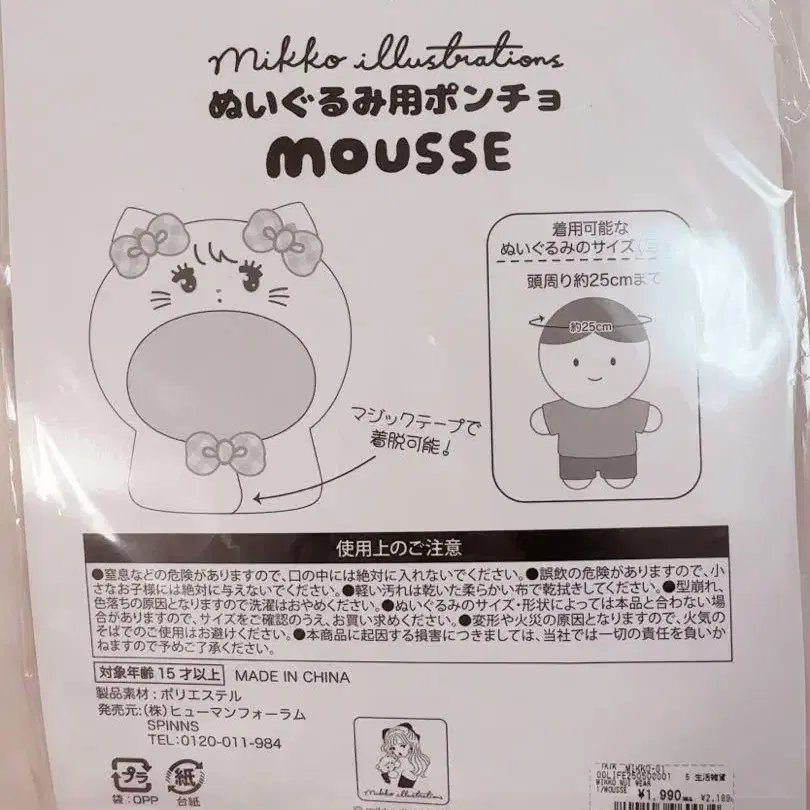 mikko illustrations
ぬいぐるみ用ポンチョ
MOUSSE
着用可能な
ぬいぐるみのサイズ
頭周り約25cmまで
約25cm
マジックテープで
着脱可能!
使用上のご注意
●窒息などの危険がありますので、口の中には絶対に入れないでください。●誤飲の危険がありますので、小
さなお子様には絶対に与えないでください。●軽い汚れは乾いた柔らかい布で乾拭きしてください。●型崩れ、
色落ちの原因となりますので洗濯はおやめください。●ぬいぐるみのサイズ・形状によっては本品と合わない場
合がありますので、サイズをご確認のうえ、お買い求めください。●変形や火災の原因となりますので、火気の
そばでのご使用はお避けください。●本商品に起因する損害につきましては、当社では一切の責任を負いか
ねますので予めご了承ください。
対象年齢15才以上 MADE IN CHINA
製品素材:ポリエステル
発売元:(株)ヒューマンフォーラム
SPINNS
TEL:0120-011-984
プラ 紙
袋:OPP 台紙
mikko illustrations
MIKKO-01
5 生活雑貨
MIKKO NUI WEAR
1/MOUSSE
¥1,990